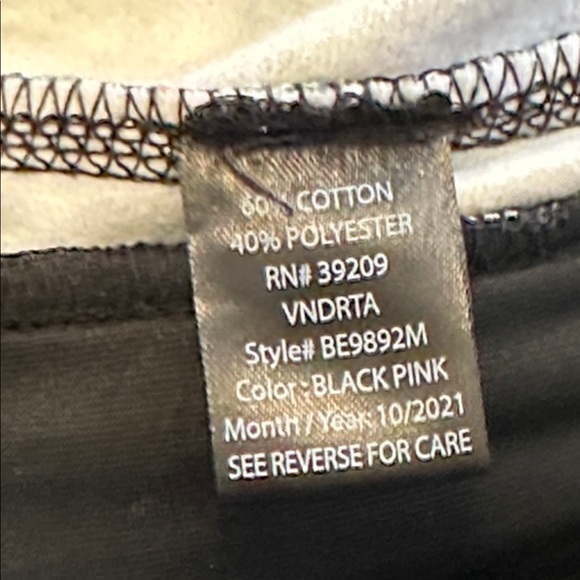 60% COTTON
40% POLYESTER
RN# 39209
VNDRTA
Style# BE9892M
Color : BLACK PINK
Month / Year: 10/2021
SEE REVERSE FOR CARE